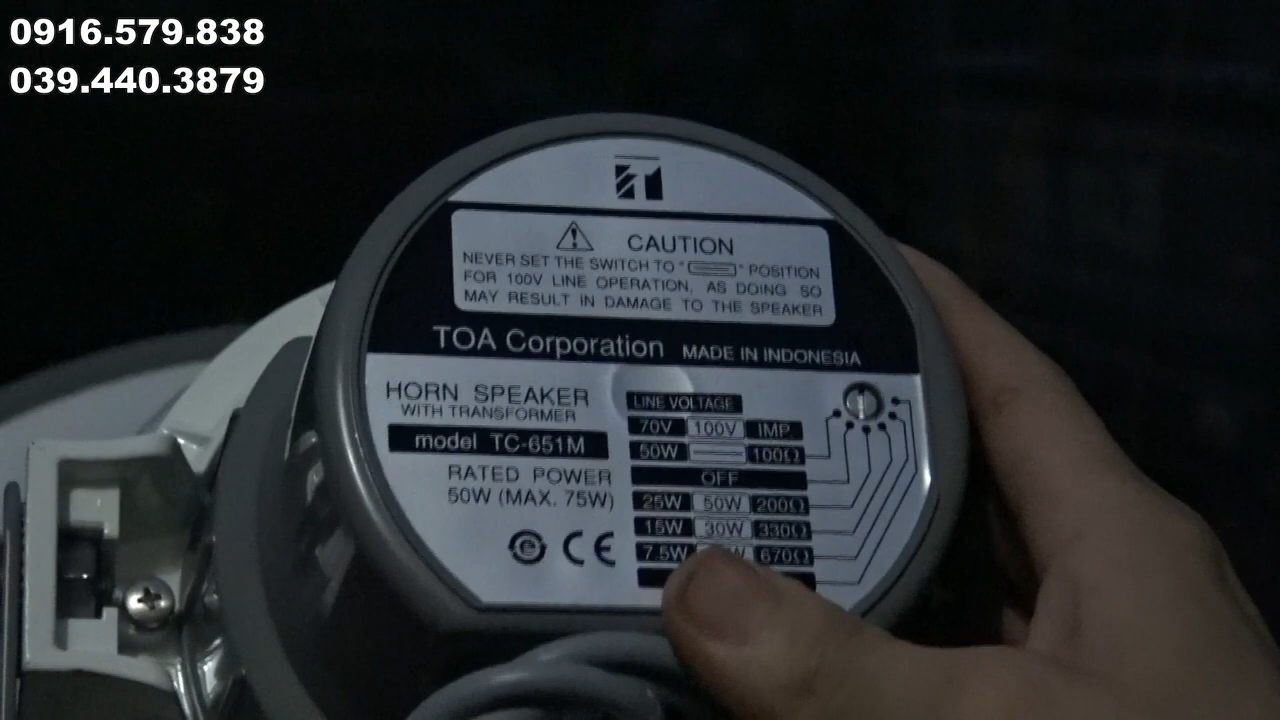 0916.579.838
039.440.3879
CAUTION
NEVER SET THE SWITCH TO " " POSITION
FOR 100V LINE OPERATION, AS DOING SO
MAY RESULT IN DAMAGE TO THE SPEAKER
TOA Corporation MADE IN INDONESIA
HORN SPEAKER
WITH TRANSFORMER
model TC-651M
RATED POWER
50W (MAX. 75W)
CE
LINE VOLTAGE
70V 100V IMP.
50W 100Ω
OFF
25W 50W 200Ω
15W 30W 330Ω
7.5W 670Ω